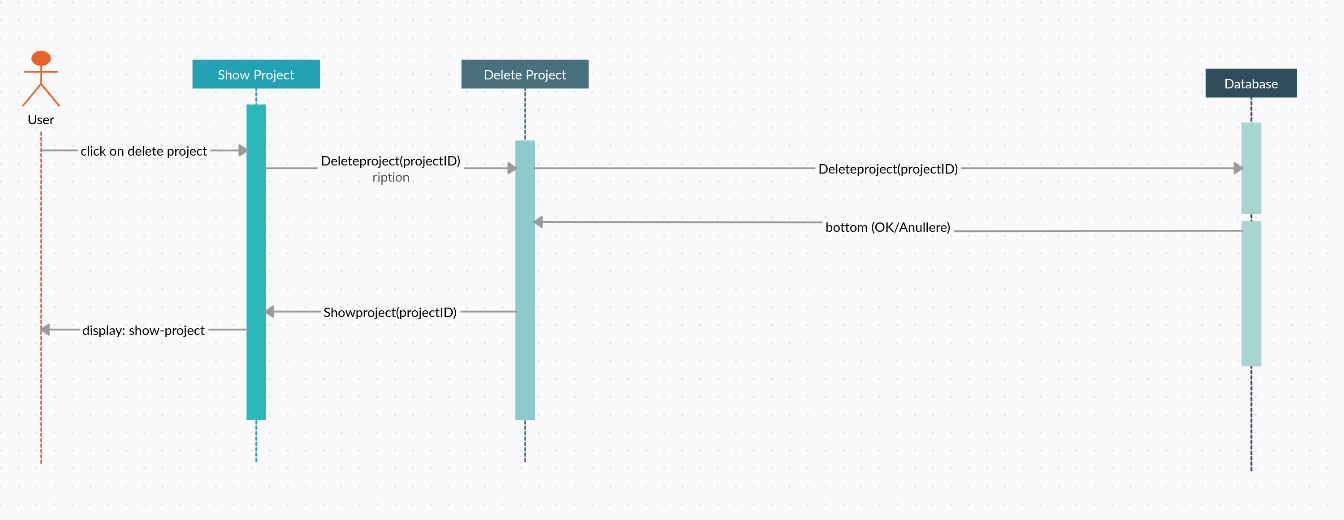 Show Project
Delete Project
Database
User
click on delete project
Deleteproject(projectID)
ription
Deleteproject(projectID)
bottom (OK/Anullere)
Showproject(projectID)
display: show-project